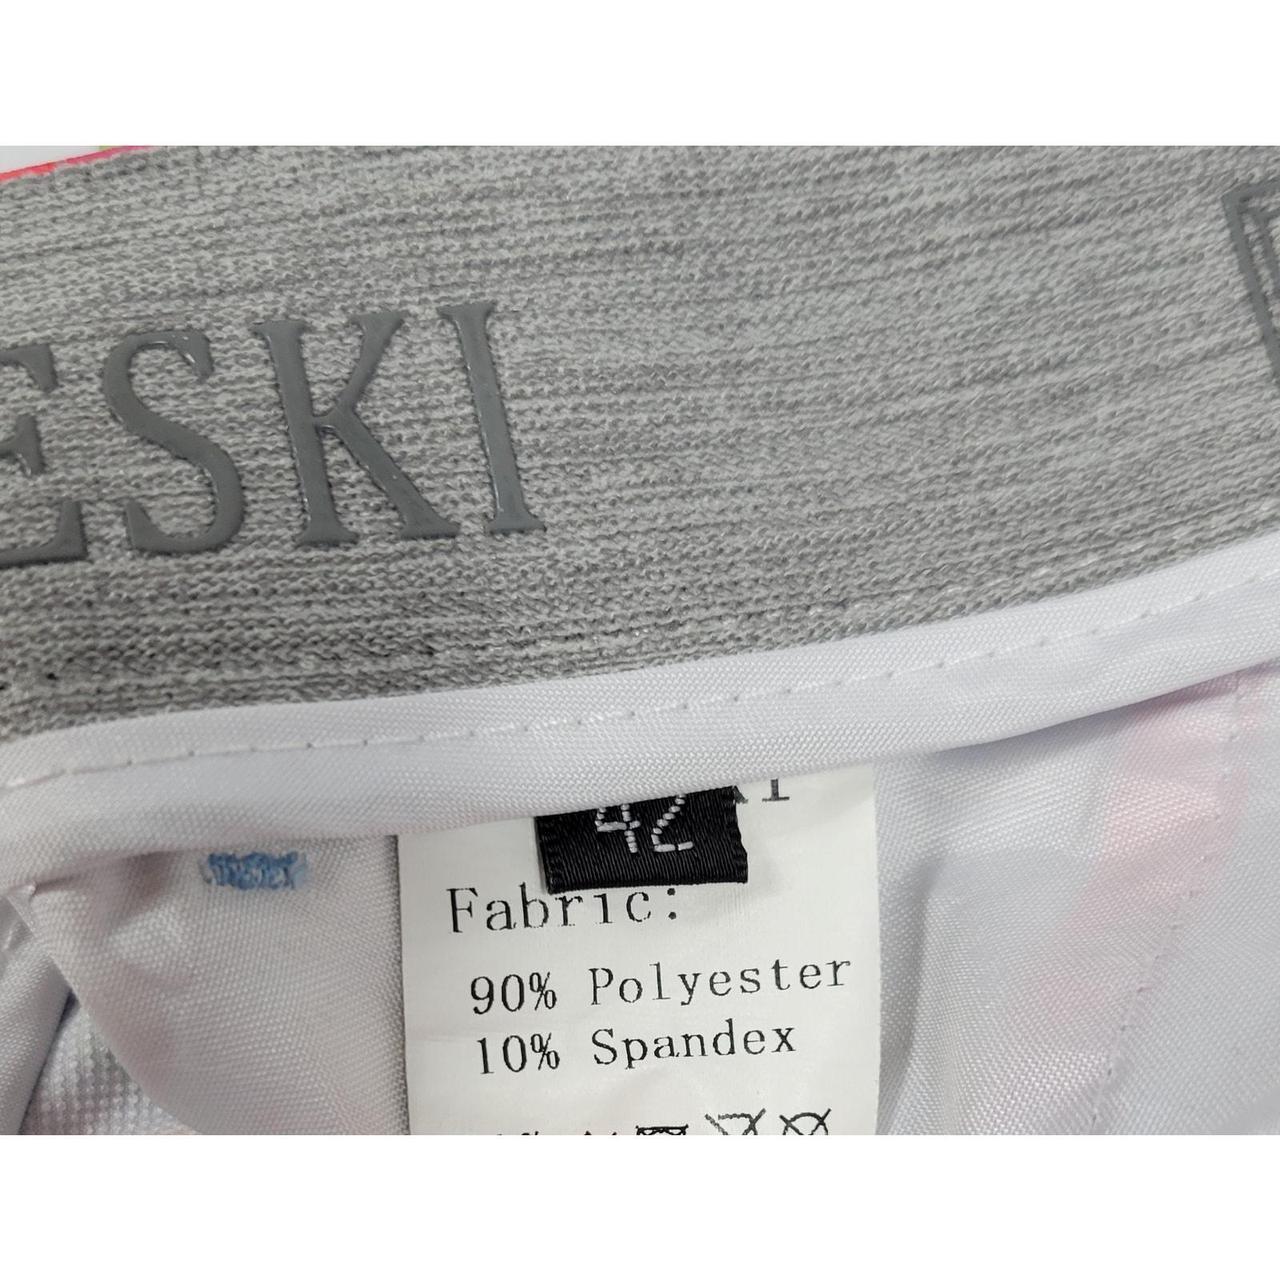 ESKI
42
Fabric:
90% Polyester
10% Spandex